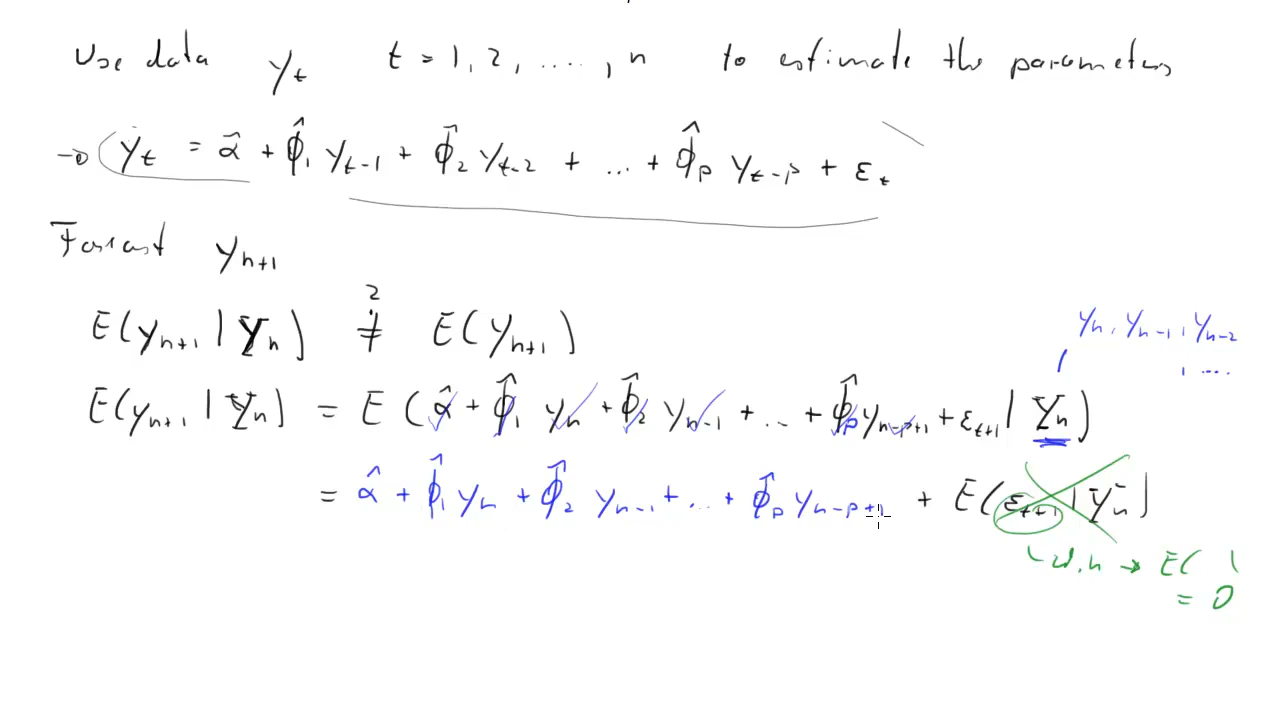 Use data y_t t = 1, 2, ...., n to estimate the parameters
→ y_t = α̂ + ϕ̂_1 y_{t-1} + ϕ̂_2 y_{t-2} + ... + ϕ̂_p y_{t-p} + ε_t
Forecast y_{n+1}
E(y_{n+1} | Y_n) ≠ E(y_{n+1})
y_n, y_{n-1}, y_{n-2}
, ....
E(y_{n+1} | Y_n) = E(α̂ + ϕ̂_1 y_n + ϕ̂_2 y_{n-1} + ... + ϕ̂_p y_{n-p+1} + ε_{t+1} | Y_n)
= α̂ + ϕ̂_1 y_n + ϕ̂_2 y_{n-1} + ... + ϕ̂_p y_{n-p+1} + E(ε_{t+1} | Y_n)
→ E( )
= 0